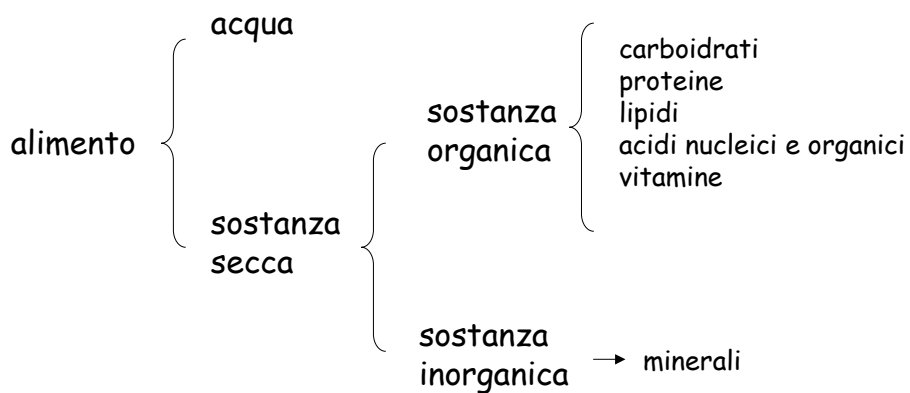 acqua
alimento
sostanza
secca
sostanza
organica
carboidrati
proteine
lipidi
acidi nucleici e organici
vitamine
sostanza
inorganica
minerali